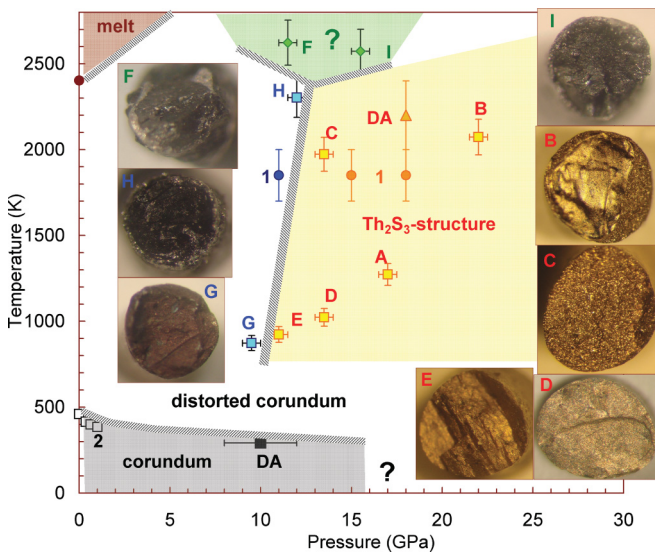 3000
2500
2000
1500
1000
500
0
Temperature (K)
0
5
10
15
20
25
30
Pressure (GPa)
melt
F
?
I
H
C
DA
B
1
1
Th2S3-structure
A
D
E
G
distorted corundum
2
corundum
DA
?
F
H
G
I
B
C
E
D